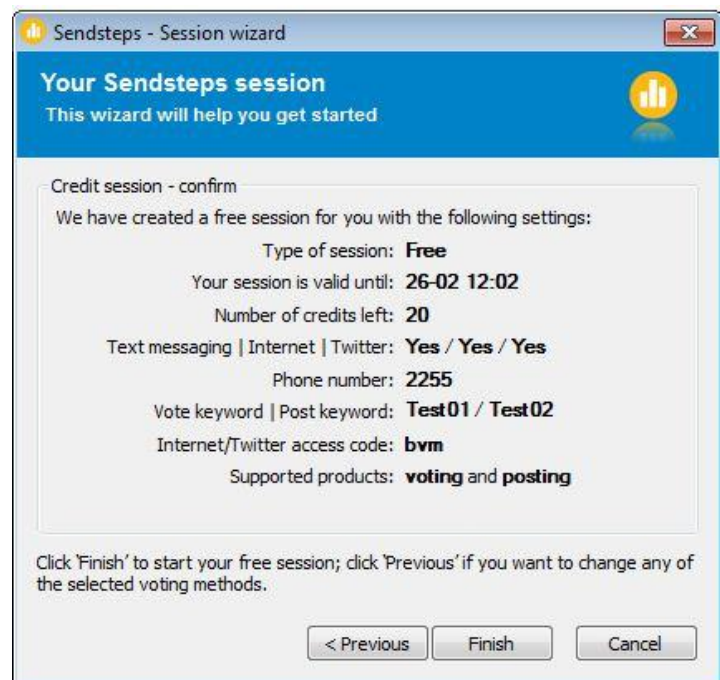 Sendsteps - Session wizard
Your Sendsteps session
This wizard will help you get started
Credit session - confirm
We have created a free session for you with the following settings:
Type of session: Free
Your session is valid until: 26-02 12:02
Number of credits left: 20
Text messaging | Internet | Twitter: Yes / Yes / Yes
Phone number: 2255
Vote keyword | Post keyword: Test01 / Test02
Internet/Twitter access code: bvm
Supported products: voting and posting
Click 'Finish' to start your free session; click 'Previous' if you want to change any of
the selected voting methods.
< Previous Finish Cancel